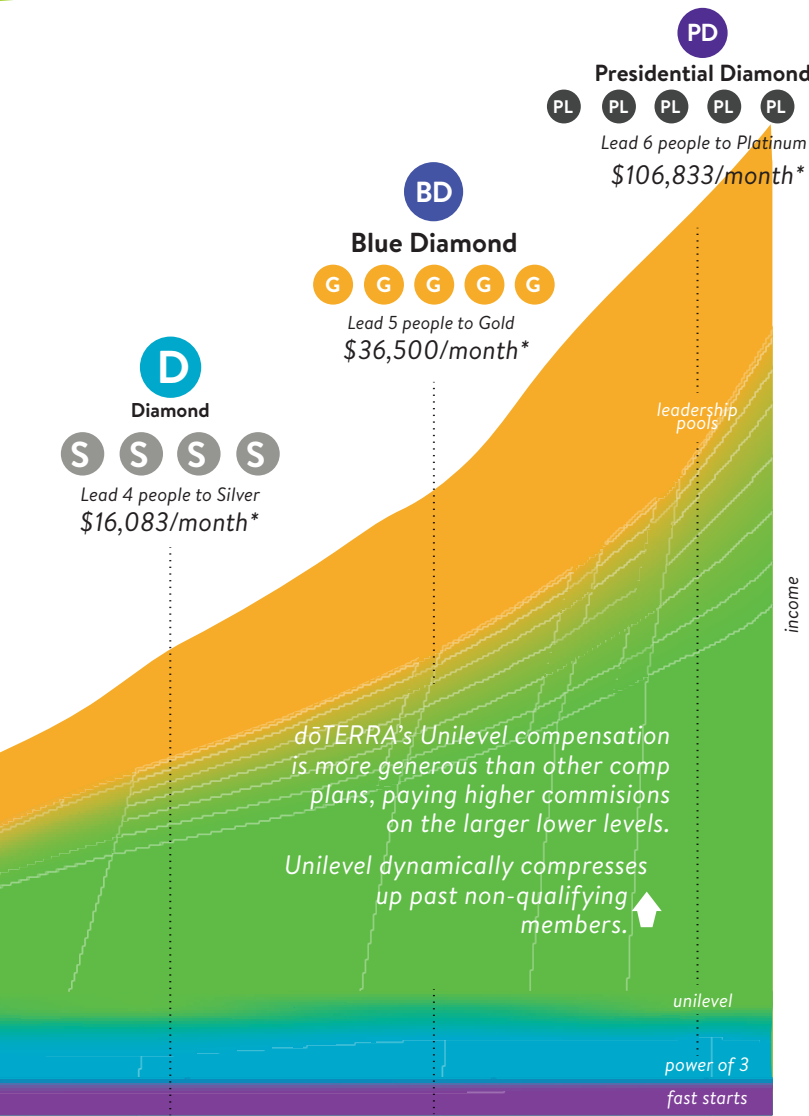 PD
Presidential Diamond
PL PL PL PL PL
Lead 6 people to Platinum
$106,833/month*
BD
Blue Diamond
G G G G G
Lead 5 people to Gold
$36,500/month*
D
Diamond
S S S S
Lead 4 people to Silver
$16,083/month*
leadership
pools
income
dōTERRA's Unilevel compensation
is more generous than other comp
plans, paying higher commisions
on the larger lower levels.
Unilevel dynamically compresses
up past non-qualifying
members.
unilevel
power of 3
fast starts